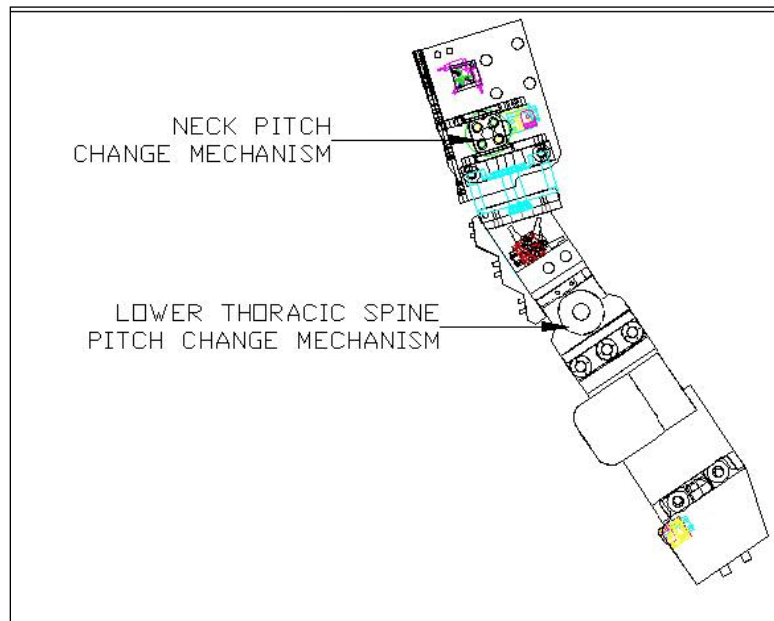 NECK PITCH
CHANGE MECHANISM
LOWER THORACIC SPINE
PITCH CHANGE MECHANISM